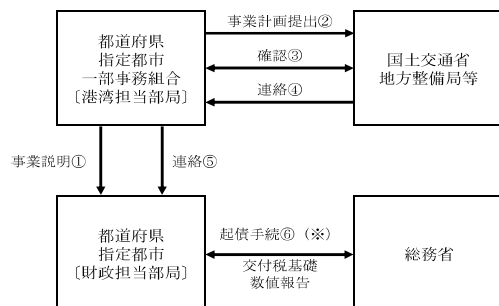 事業計画提出②
都道府県
指定都市
一部事務組合
〔港湾担当部局〕
確認③
国土交通省
地方整備局等
連絡④
事業説明①
連絡⑤
都道府県
指定都市
〔財政担当部局〕
起債手続⑥（※）
交付税基礎
数値報告
総務省